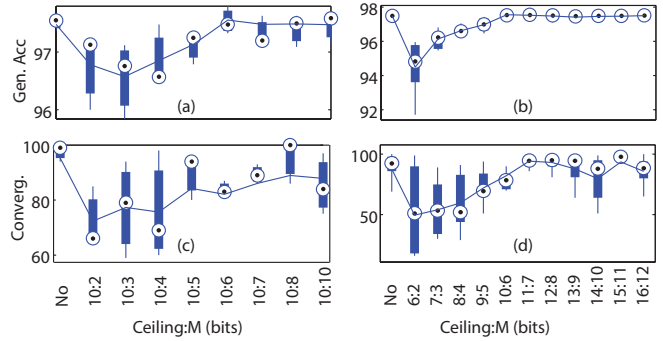 98
97
96
Gen. Acc
97
96
94
92
(a)
(b)
100
80
60
Converg.
100
50
(c)
(d)
No 10:2 10:3 10:4 10:5 10:6 10:7 10:8 10:10
No 6:2 7:3 8:4 9:5 10:6 11:7 12:8 13:9 14:10 15:11 16:12
Ceiling:M (bits)
Ceiling:M (bits)